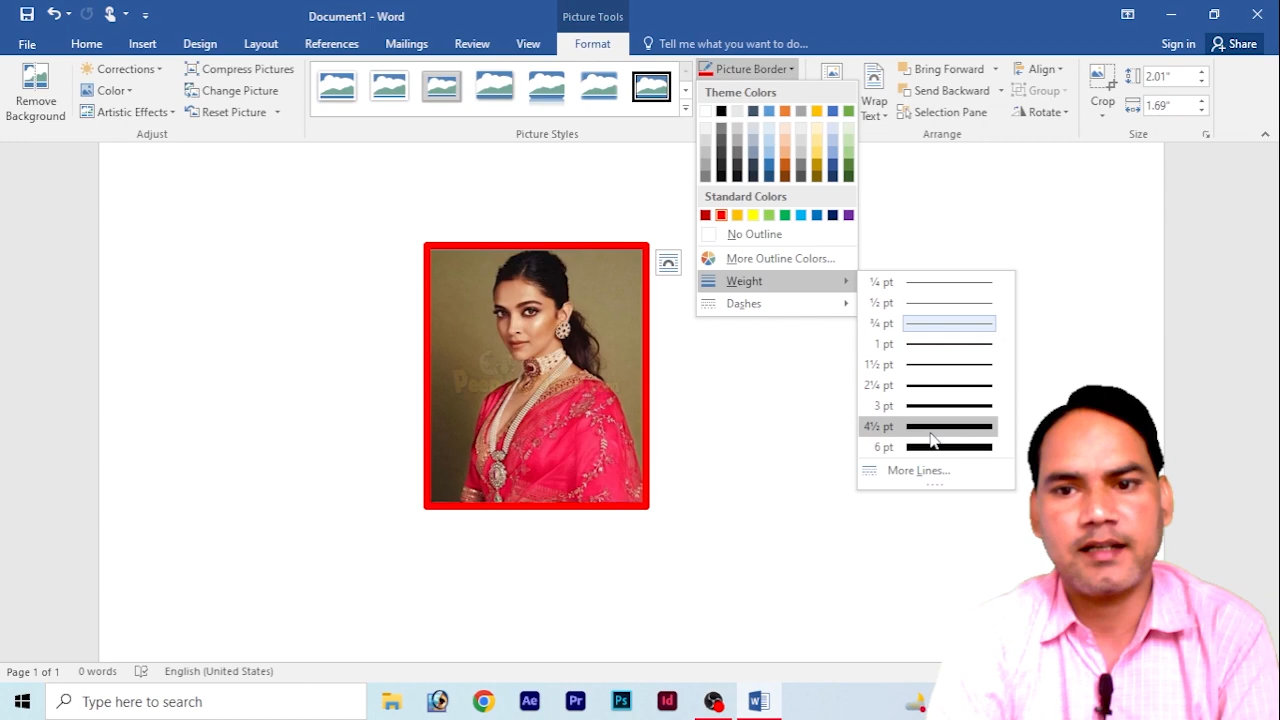 Document1 - Word
Picture Tools
File
Home
Insert
Design
Layout
References
Mailings
Review
View
Format
Tell me what you want to do...
Sign in
Share
Remove
Background
Corrections
Color
Artistic Effects
Compress Pictures
Change Picture
Reset Picture
Adjust
Picture Styles
Picture Border
Wrap
Text
Bring Forward
Send Backward
Selection Pane
Align
Group
Rotate
Arrange
Crop
2.01"
1.69"
Size
Theme Colors
Standard Colors
No Outline
More Outline Colors...
Weight
Dashes
¼ pt
½ pt
¾ pt
1 pt
1½ pt
2¼ pt
3 pt
4½ pt
6 pt
More Lines...
Page 1 of 1
0 words
English (United States)
Type here to search
Ae
Pr
Ps
Id